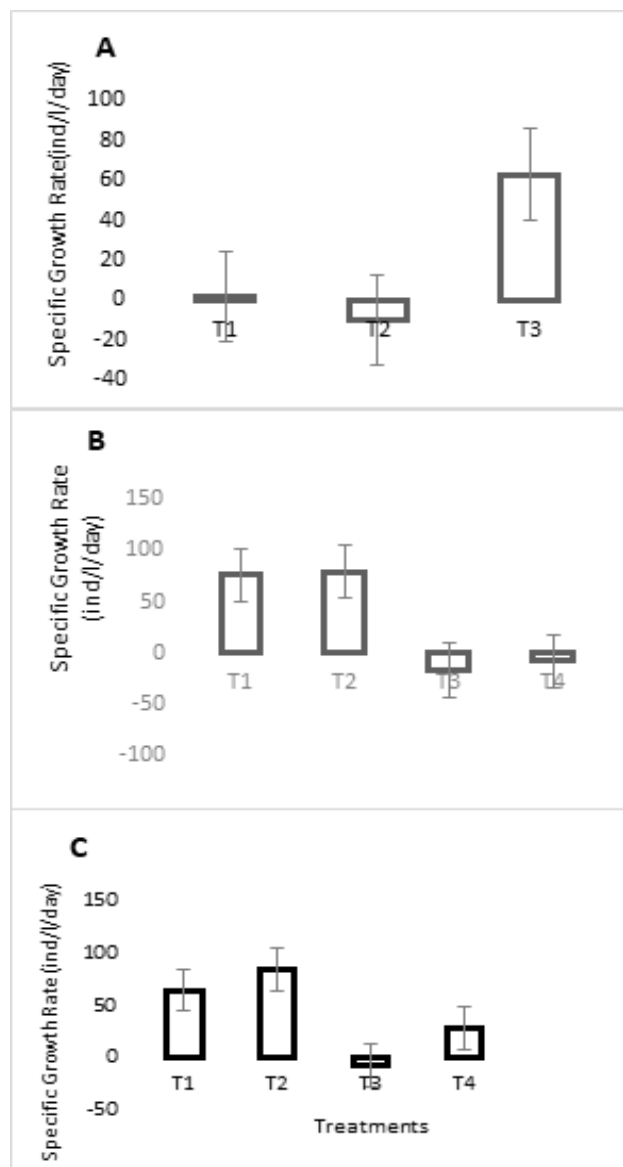 A
Specific Growth Rate(ind/l/day)
100
80
60
40
20
0
-20
-40
T1
T2
T3
B
Specific Growth Rate
(ind/l/day)
150
100
50
0
-50
-100
T1
T2
T3
T4
C
Specific Growth Rate (ind/l/day)
150
100
50
0
-50
T1
T2
T3
T4
Treatments